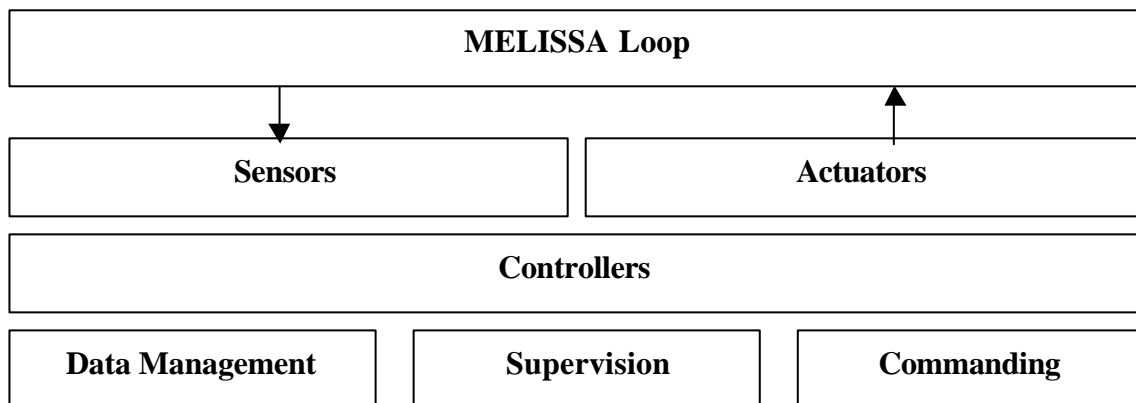 MELISSA Loop
Sensors
Actuators
Controllers
Data Management
Supervision
Commanding